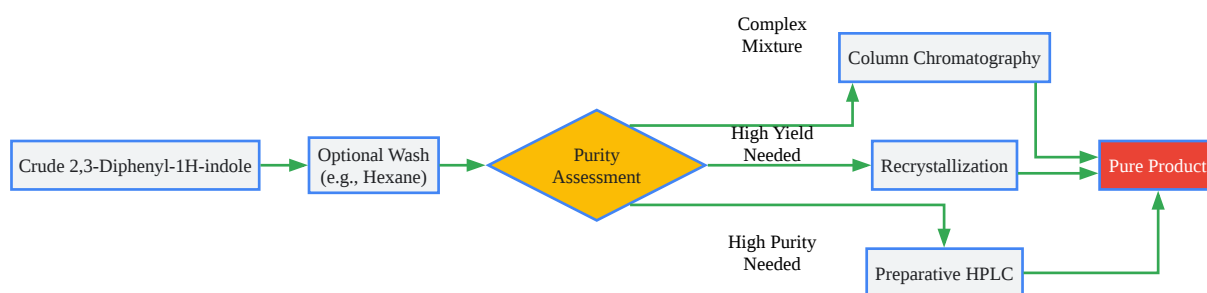 Crude 2,3-Diphenyl-1H-indole
Optional Wash
(e.g., Hexane)
Purity
Assessment
Complex
Mixture
Column Chromatography
High Yield
Needed
Recrystallization
High Purity
Needed
Preparative HPLC
Pure Product